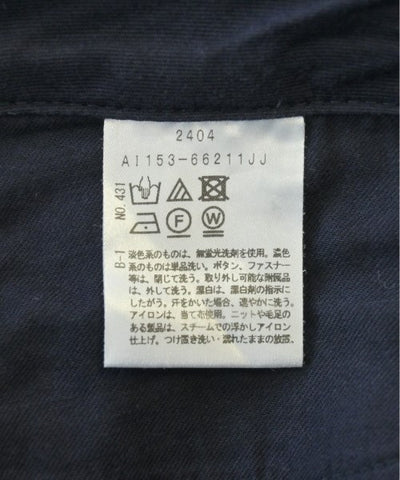 2404
AI153-66211JJ
NO.431
F W
B-1
淡色系のものは、無蛍光洗剤を使用。濃色
系のものは単品洗い。ボタン、ファスナー
等は、閉じて洗う。取り外し可能な附属品
は、外して洗う。漂白は、漂白剤の指示に
したがう。汗をかいた場合、速やかに洗う。
アイロンは、当て布使用。ニットや毛足の
ある製品は、スチームでの浮かしアイロン
仕上げ。つけ置き洗い・濡れたままの放置、